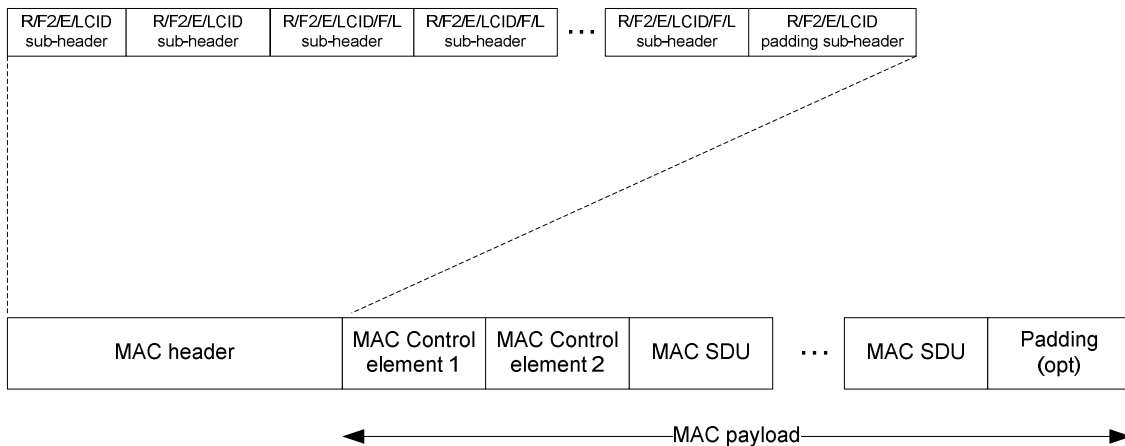 R/F2/E/LCID R/F2/E/LCID R/F2/E/LCID/F/L R/F2/E/LCID/F/L ... R/F2/E/LCID/F/L R/F2/E/LCID
sub-header sub-header sub-header sub-header sub-header padding sub-header
MAC header MAC Control MAC Control MAC SDU ... MAC SDU Padding
element 1 element 2 (opt)
MAC payload